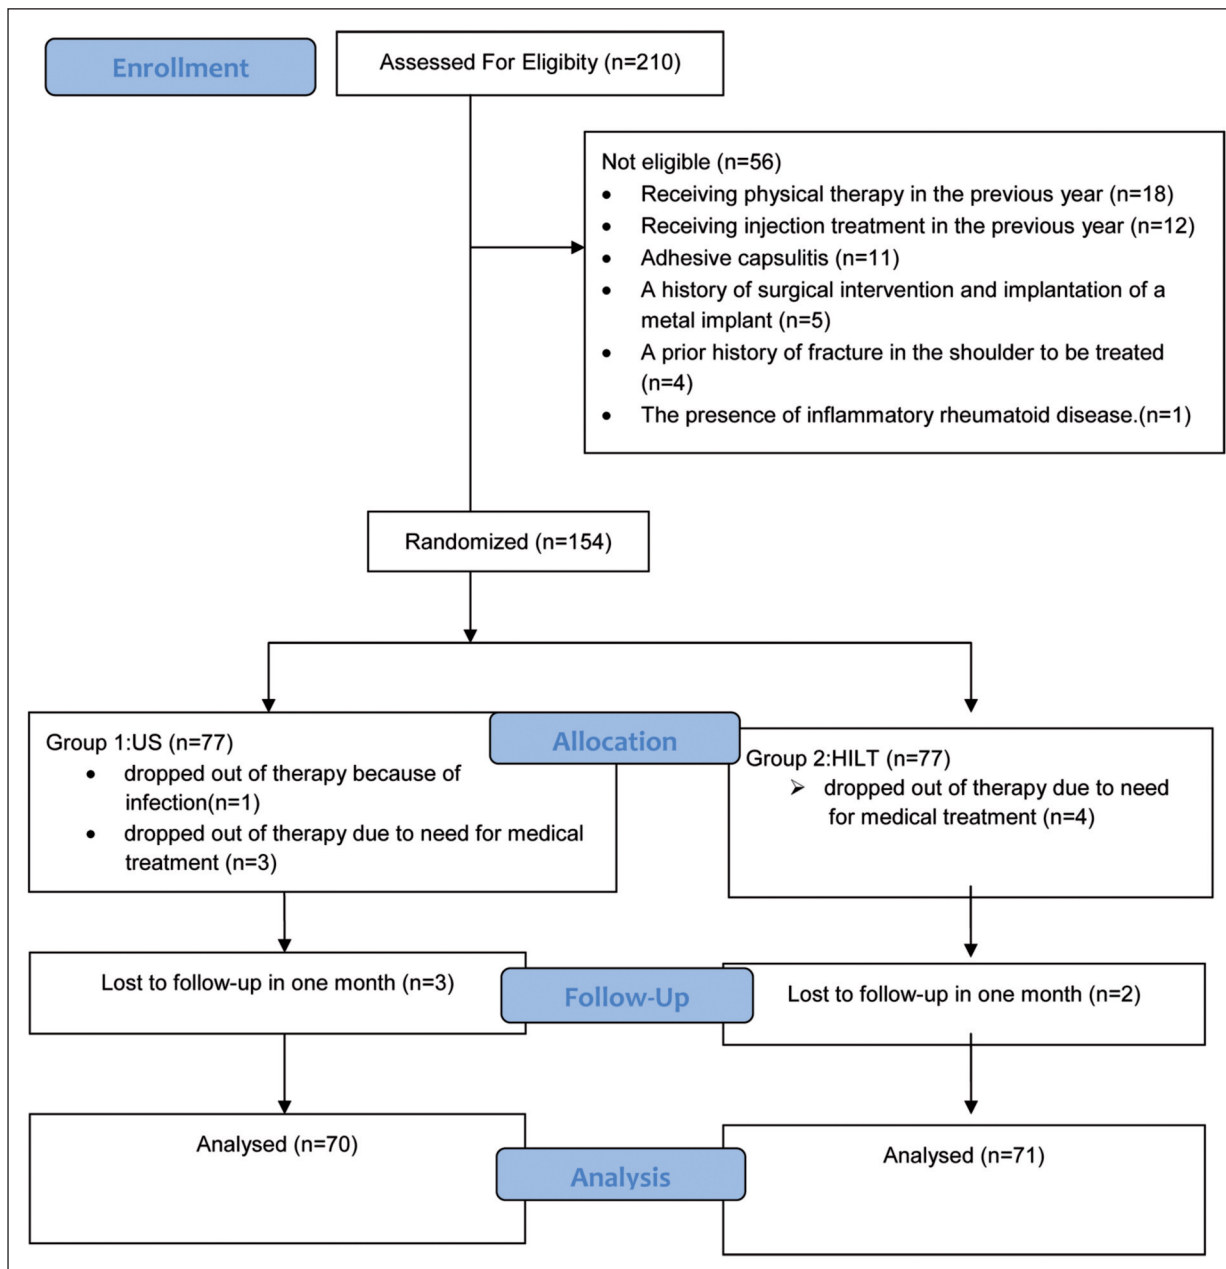 Enrollment
Assessed For Eligibity (n=210)
Not eligible (n=56)
• Receiving physical therapy in the previous year (n=18)
• Receiving injection treatment in the previous year (n=12)
• Adhesive capsulitis (n=11)
• A history of surgical intervention and implantation of a
metal implant (n=5)
• A prior history of fracture in the shoulder to be treated
(n=4)
• The presence of inflammatory rheumatoid disease.(n=1)
Randomized (n=154)
Allocation
Group 1:US (n=77)
• dropped out of therapy because of
infection(n=1)
• dropped out of therapy due to need for medical
treatment (n=3)
Group 2:HILT (n=77)
➢ dropped out of therapy due to need
for medical treatment (n=4)
Follow-Up
Lost to follow-up in one month (n=3)
Lost to follow-up in one month (n=2)
Analysis
Analysed (n=70)
Analysed (n=71)